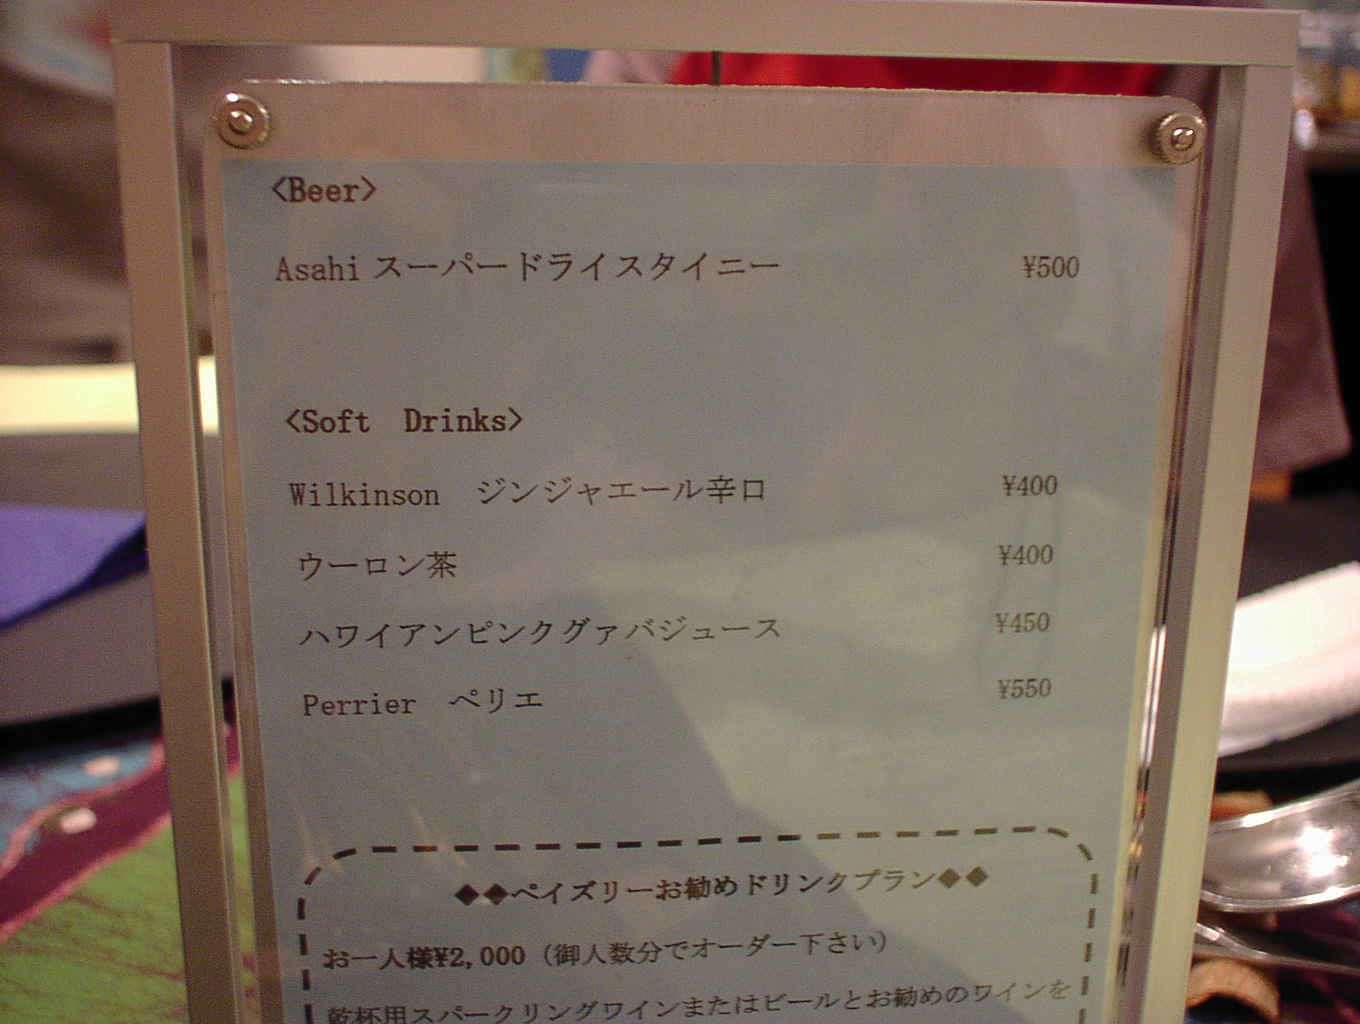 <Beer>
Asahi スーパードライスタイニー ¥500
<Soft Drinks>
Wilkinson ジンジャエール辛口 ¥400
ウーロン茶 ¥400
ハワイアンピンクグァバジュース ¥450
Perrier ペリエ ¥550
◆◆ペイズリーお勧めドリンクプラン◆◆
お一人様¥2,000（御人数分でオーダー下さい）
乾杯用スパークリングワインまたはビールとお勧めのワインを